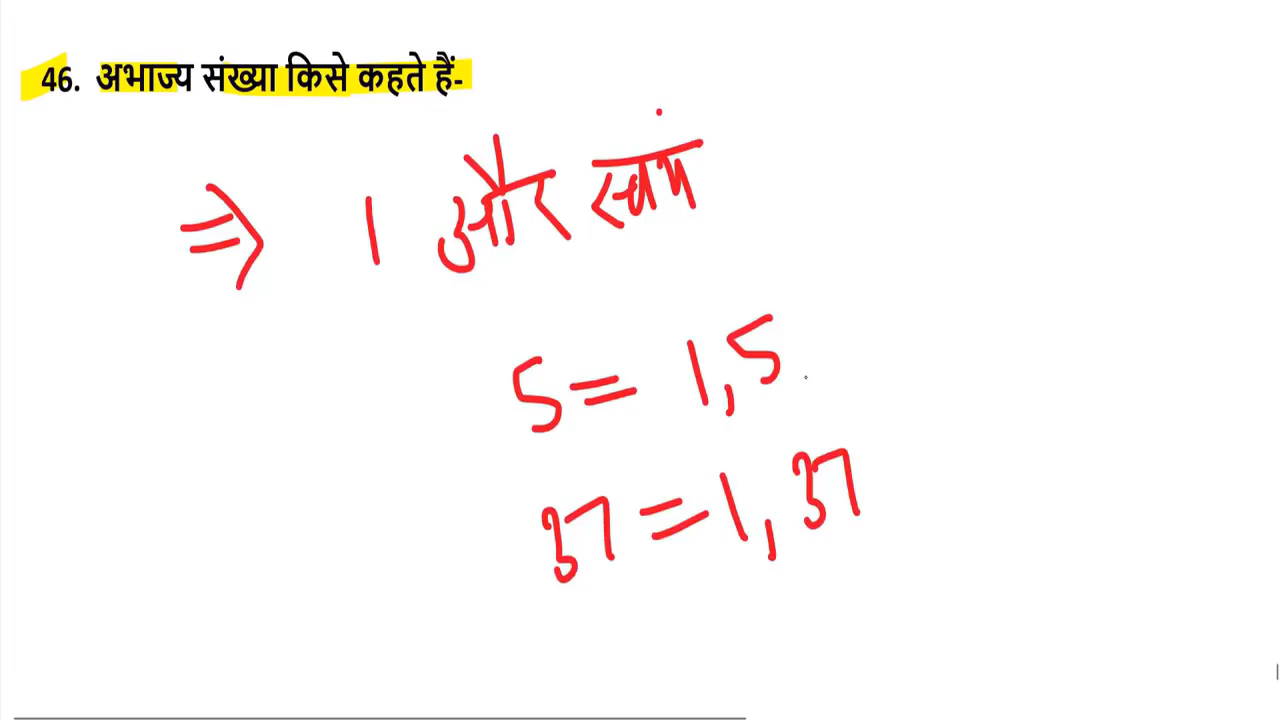 46. अभाज्य संख्या किसे कहते हैं-
⇒ 1 और स्वयं
5 = 1, 5
37 = 1, 37